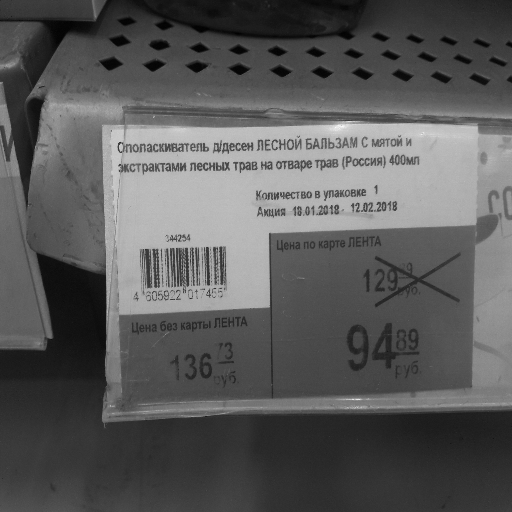 Ополаскиватель д/десен ЛЕСНОЙ БАЛЬЗАМ С мятой и
экстрактами лесных трав на отваре трав (Россия) 400мл
Количество в упаковке 1
Акция 18.01.2018 - 12.02.2018
344254
4 605922 017455
Цена по карте ЛЕНТА
129 руб.
94 89 руб.
Цена без карты ЛЕНТА
136 73 руб.